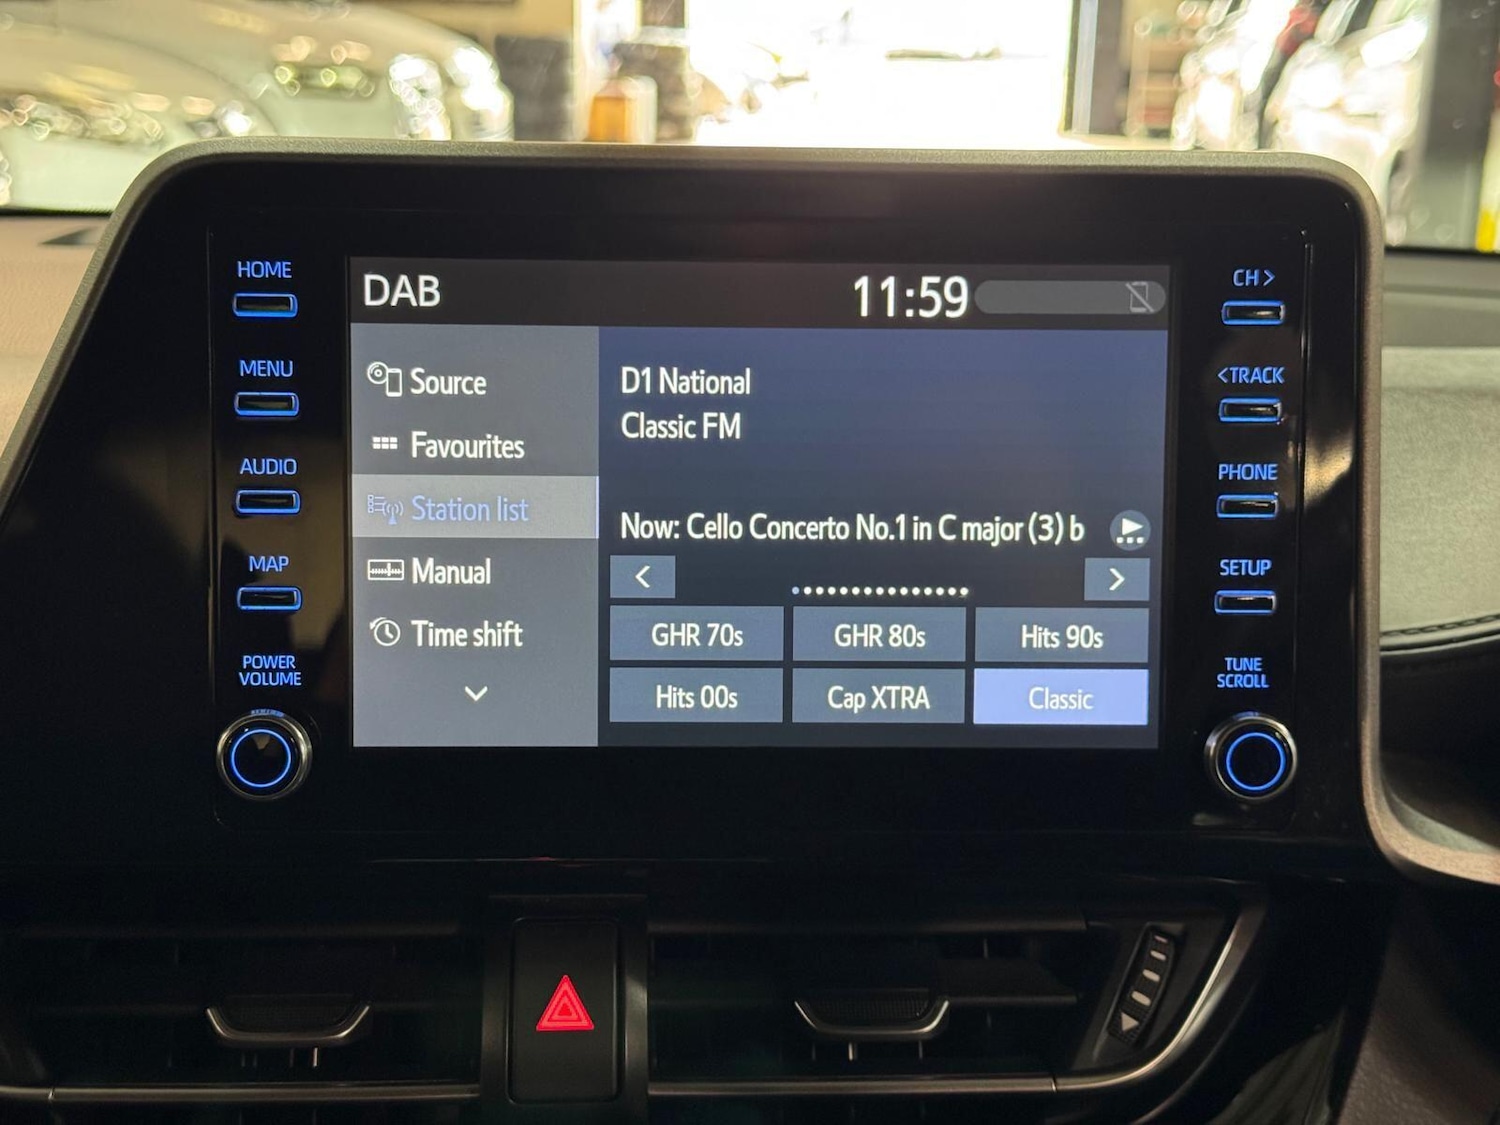 HOME
MENU
AUDIO
MAP
POWER
VOLUME
DAB
11:59
Source
Favourites
Station list
Manual
Time shift
D1 National
Classic FM
Now: Cello Concerto No.1 in C major (3) b
<
>
GHR 70s
GHR 80s
Hits 90s
Hits 00s
Cap XTRA
Classic
CH >
< TRACK
PHONE
SETUP
TUNE
SCROLL